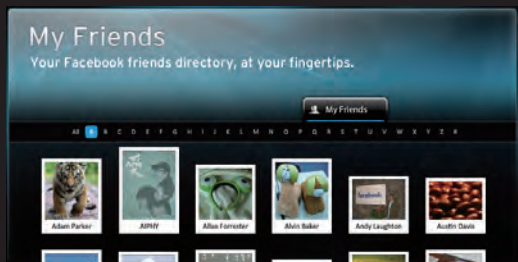 My Friends
Your Facebook friends directory, at your fingertips.
My Friends
All A B C D E F G H I J K L M N O P Q R S T U V W X Y Z #
facebook
Adam Parker AIPHY Allan Forrester Alvin Baker Andy Laughton Austin Davis